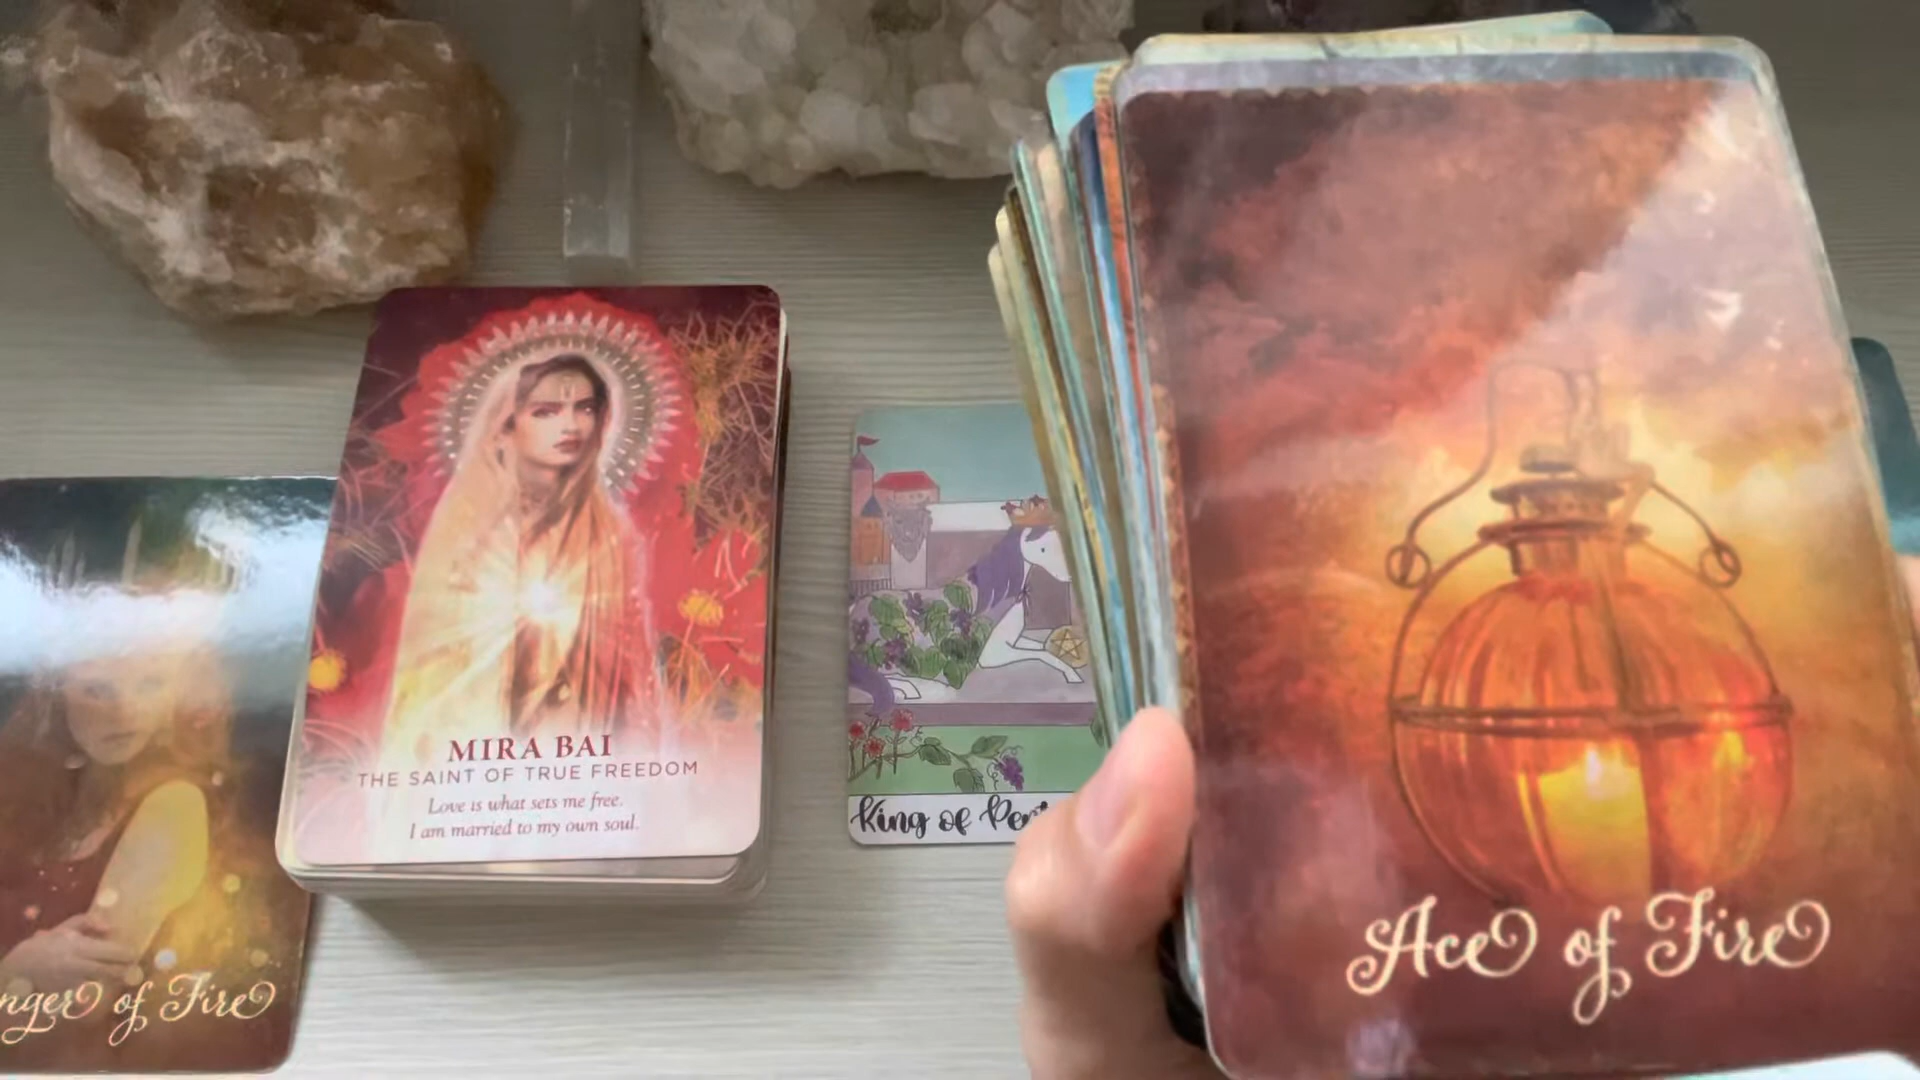 MIRA BAI
THE SAINT OF TRUE FREEDOM
Love is what sets me free.
I am married to my own soul.
King of
Ace of Fire
of Fire